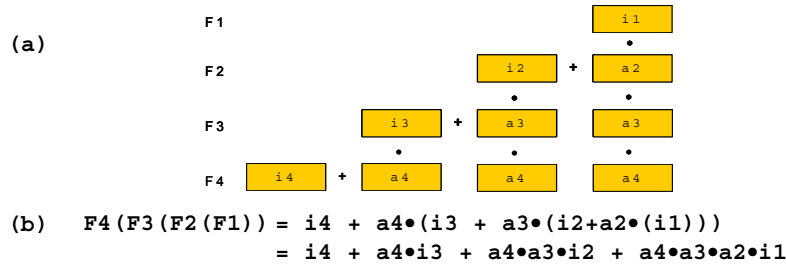 (a)
F1 i1
•
F2 i2 + a2
• •
F3 i3 + a3 a3
• • •
F4 i4 + a4 a4 a4
(b) F4(F3(F2(F1)) = i4 + a4•(i3 + a3•(i2+a2•(i1)))
= i4 + a4•i3 + a4•a3•i2 + a4•a3•a2•i1